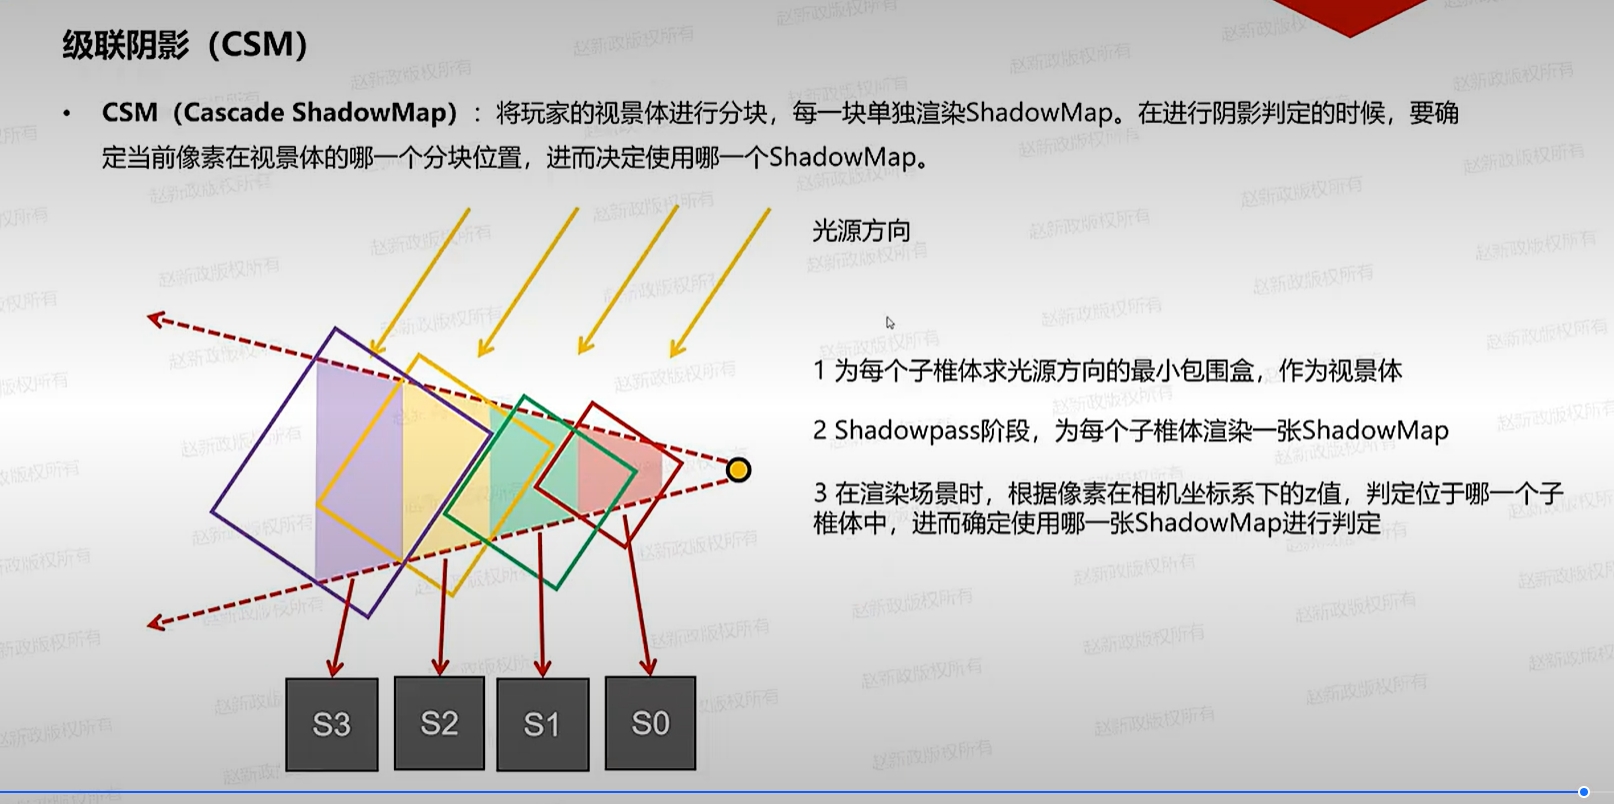 级联阴影（CSM）
• CSM（Cascade ShadowMap）：将玩家的视景体进行分块，每一块单独渲染ShadowMap。在进行阴影判定的时候，要确
定当前像素在视景体的哪一个分块位置，进而决定使用哪一个ShadowMap。
光源方向
1 为每个子椎体求光源方向的最小包围盒，作为视景体
2 Shadowpass阶段，为每个子椎体渲染一张ShadowMap
3 在渲染场景时，根据像素在相机坐标系下的z值，判定位于哪一个子
椎体中，进而确定使用哪一张ShadowMap进行判定
S3
S2
S1
S0
赵新政版权所有